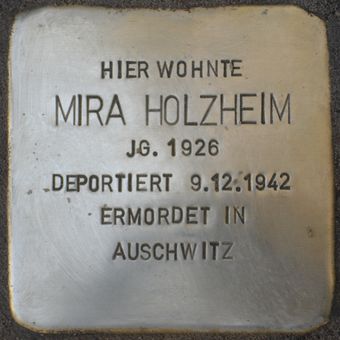 HIER WOHNTE
MIRA HOLZHEIM
JG. 1926
DEPORTIERT 9.12.1942
ERMORDET IN
AUSCHWITZ